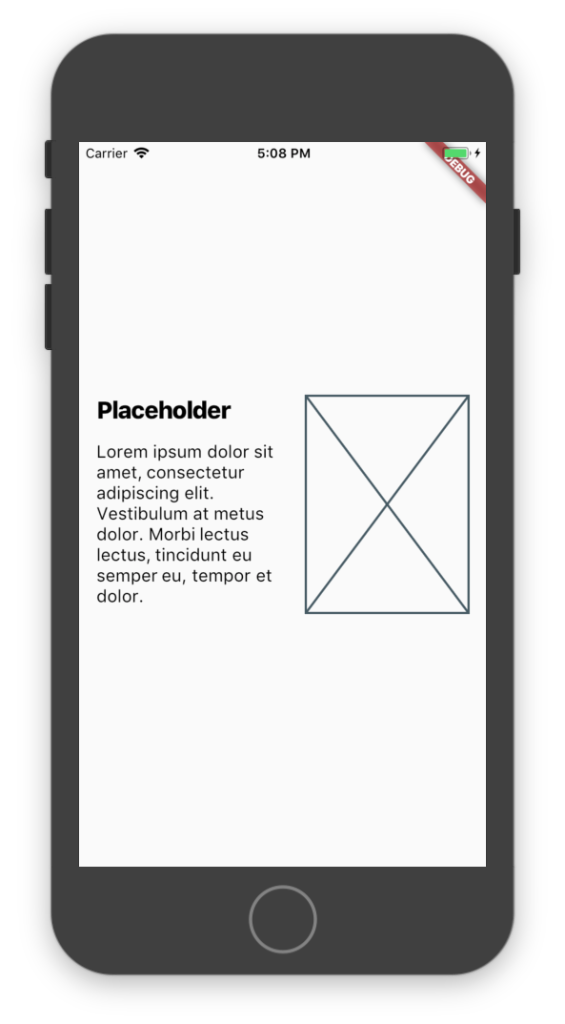 Carrier
5:08 PM
DEBUG
Placeholder
Lorem ipsum dolor sit
amet, consectetur
adipiscing elit.
Vestibulum at metus
dolor. Morbi lectus
lectus, tincidunt eu
semper eu, tempor et
dolor.